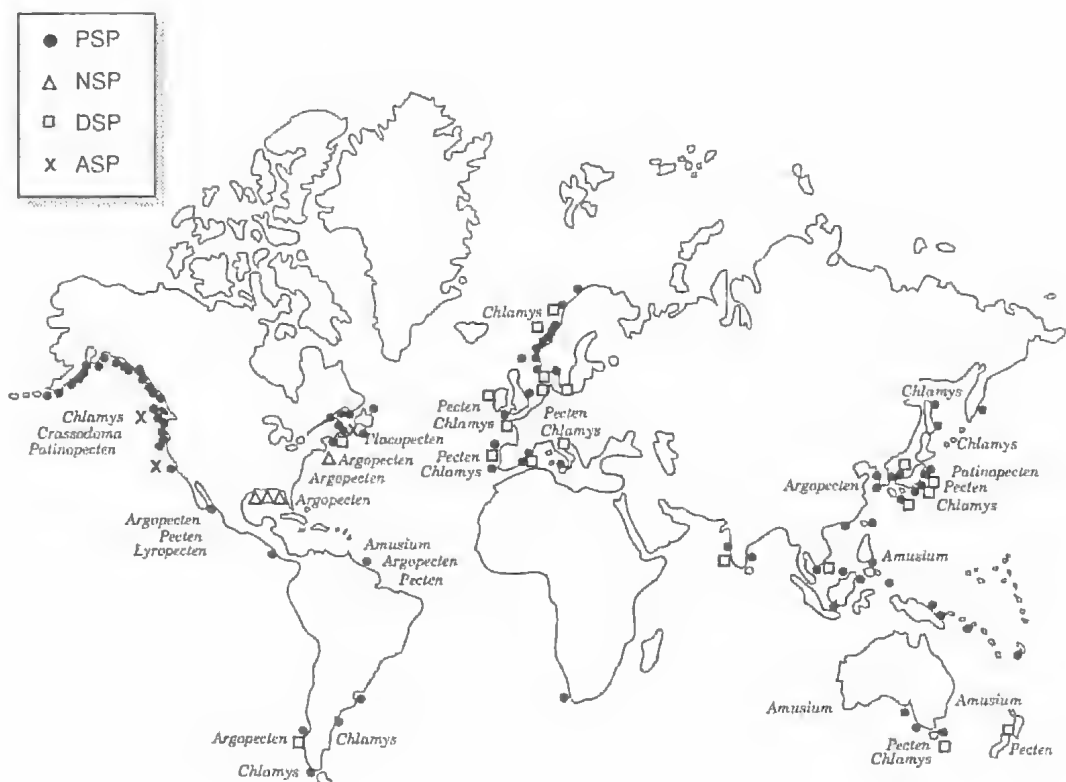 PSP
NSP
DSP
ASP
Chlamys
Chlamys
Crassodoma
Patinopecten
Placopecten
Argopecten
Argopecten
Argopecten
Argopecten
Pecten
Lyropecten
Amusium
Argopecten
Pecten
Argopecten
Chlamys
Chlamys
Pecten
Chlamys
Pecten
Chlamys
Pecten
Chlamys
Chlamys
Chlamys
Argopecten
Patinopecten
Pecten
Chlamys
Amusium
Amusium
Amusium
Pecten
Chlamys
Pecten